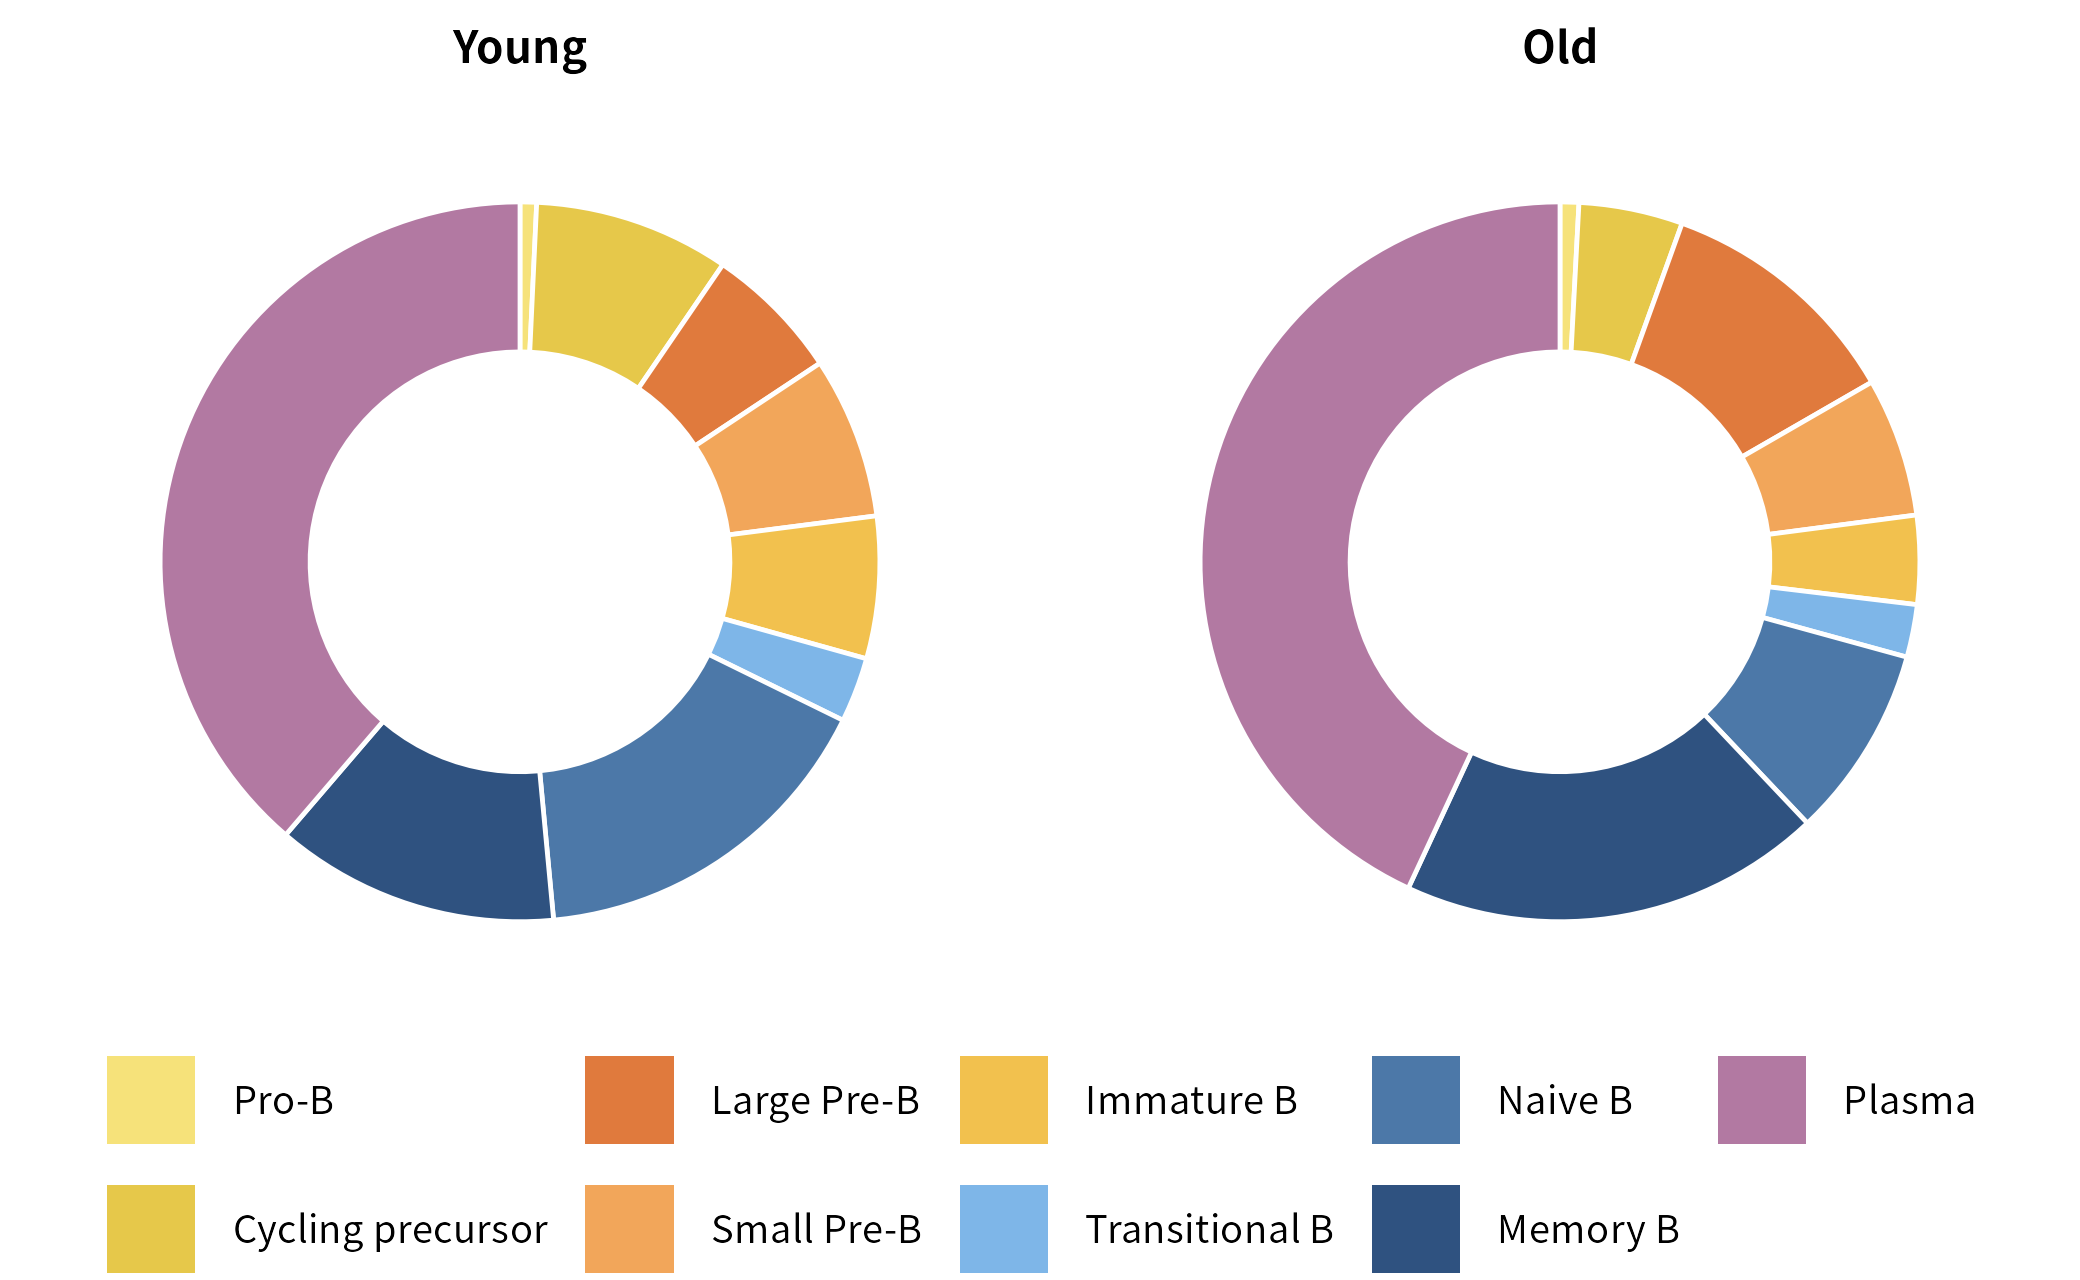 Young
Old
Pro-B
Large Pre-B
Immature B
Naive B
Plasma
Cycling precursor
Small Pre-B
Transitional B
Memory B